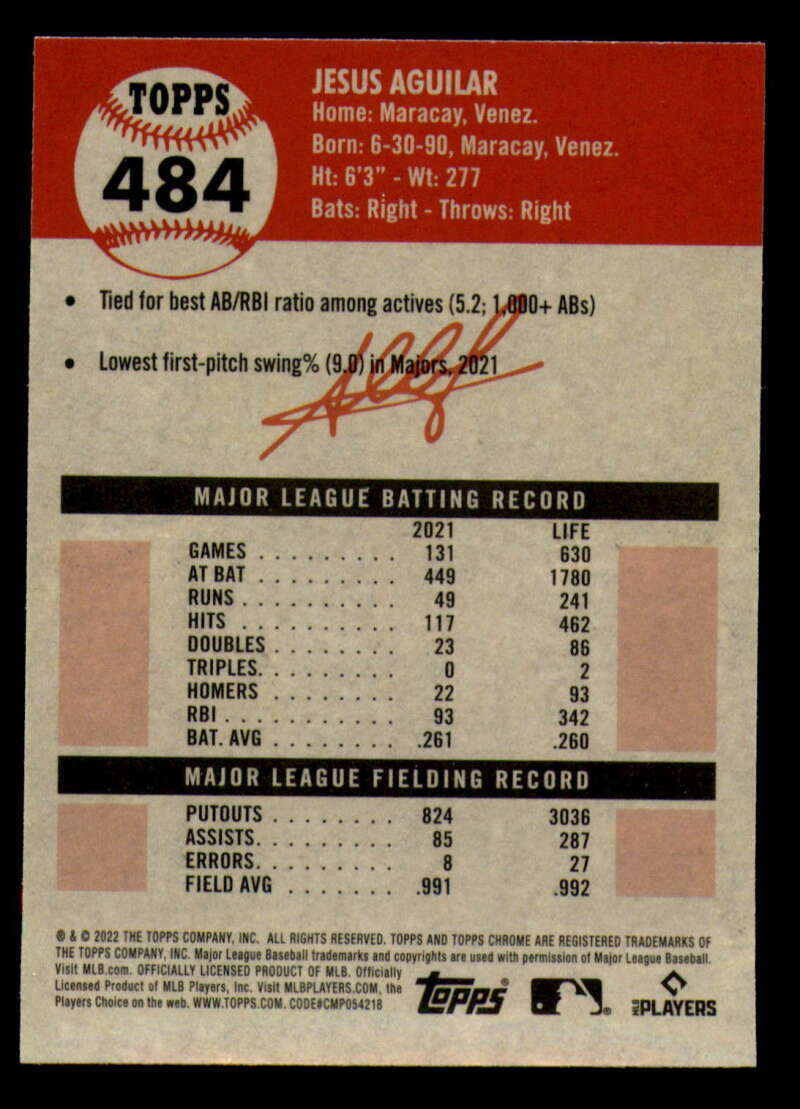 TOPPS
484
JESUS AGUILAR
Home: Maracay, Venez.
Born: 6-30-90, Maracay, Venez.
Ht: 6'3" - Wt: 277
Bats: Right - Throws: Right
• Tied for best AB/RBI ratio among actives (5.2; 1,000+ ABs)
• Lowest first-pitch swing% (9.0) in Majors, 2021
MAJOR LEAGUE BATTING RECORD
2021 LIFE
GAMES . . . . . . . . . 131 630
AT BAT . . . . . . . . . 449 1780
RUNS . . . . . . . . . . 49 241
HITS . . . . . . . . . . 117 462
DOUBLES . . . . . . . . 23 86
TRIPLES. . . . . . . . . 0 2
HOMERS . . . . . . . . 22 93
RBI . . . . . . . . . . . 93 342
BAT. AVG . . . . . . . . .261 .260
MAJOR LEAGUE FIELDING RECORD
PUTOUTS . . . . . . . . 824 3036
ASSISTS. . . . . . . . . 85 287
ERRORS. . . . . . . . . 8 27
FIELD AVG . . . . . . . .991 .992
® & © 2022 THE TOPPS COMPANY, INC. ALL RIGHTS RESERVED. TOPPS AND TOPPS CHROME ARE REGISTERED TRADEMARKS OF
THE TOPPS COMPANY, INC. Major League Baseball trademarks and copyrights are used with permission of Major League Baseball.
Visit MLB.com. OFFICIALLY LICENSED PRODUCT OF MLB. Officially
Licensed Product of MLB Players, Inc. Visit MLBPLAYERS.COM, the
Players Choice on the web. WWW.TOPPS.COM. CODE#CMP054218
Topps®
MLB PLAYERS